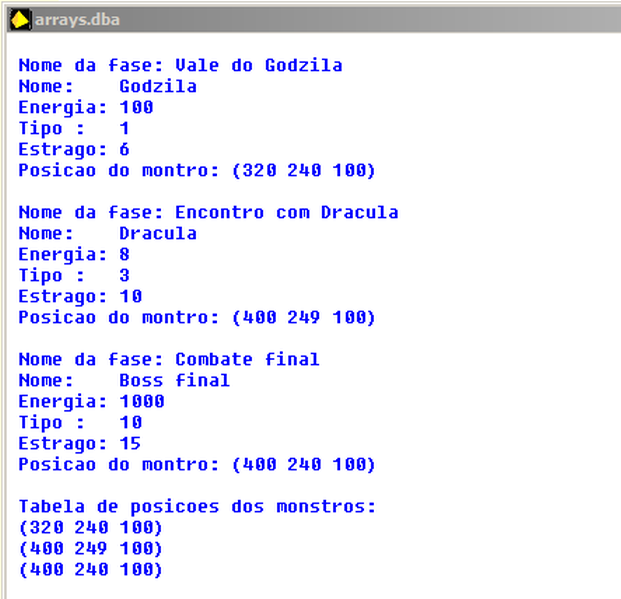 arrays.dba
Nome da fase: Vale do Godzila
Nome: Godzila
Energia: 100
Tipo : 1
Estrago: 6
Posicao do montro: (320 240 100)
Nome da fase: Encontro com Dracula
Nome: Dracula
Energia: 8
Tipo : 3
Estrago: 10
Posicao do montro: (400 249 100)
Nome da fase: Combate final
Nome: Boss final
Energia: 1000
Tipo : 10
Estrago: 15
Posicao do montro: (400 240 100)
Tabela de posicoes dos monstros:
(320 240 100)
(400 249 100)
(400 240 100)